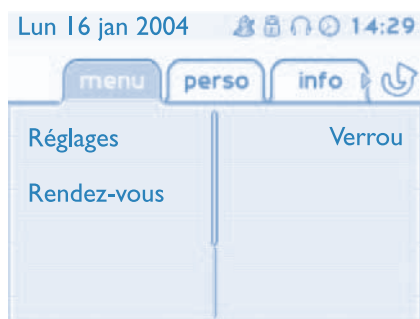 Lun 16 jan 2004 14:29
menu perso info
Réglages Verrou
Rendez-vous